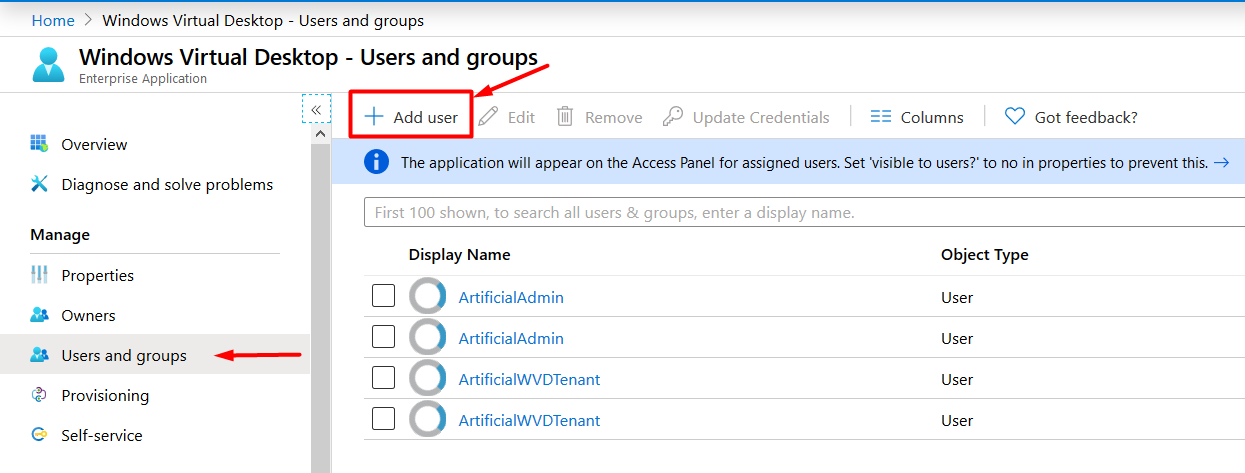 Home > Windows Virtual Desktop - Users and groups
Windows Virtual Desktop - Users and groups
Enterprise Application
Overview
Diagnose and solve problems
Manage
Properties
Owners
Users and groups
Provisioning
Self-service
«
+ Add user Edit Remove Update Credentials Columns Got feedback?
The application will appear on the Access Panel for assigned users. Set 'visible to users?' to no in properties to prevent this. →
First 100 shown, to search all users & groups, enter a display name.
Display Name Object Type
ArtificialAdmin User
ArtificialAdmin User
ArtificialWVDTenant User
ArtificialWVDTenant User